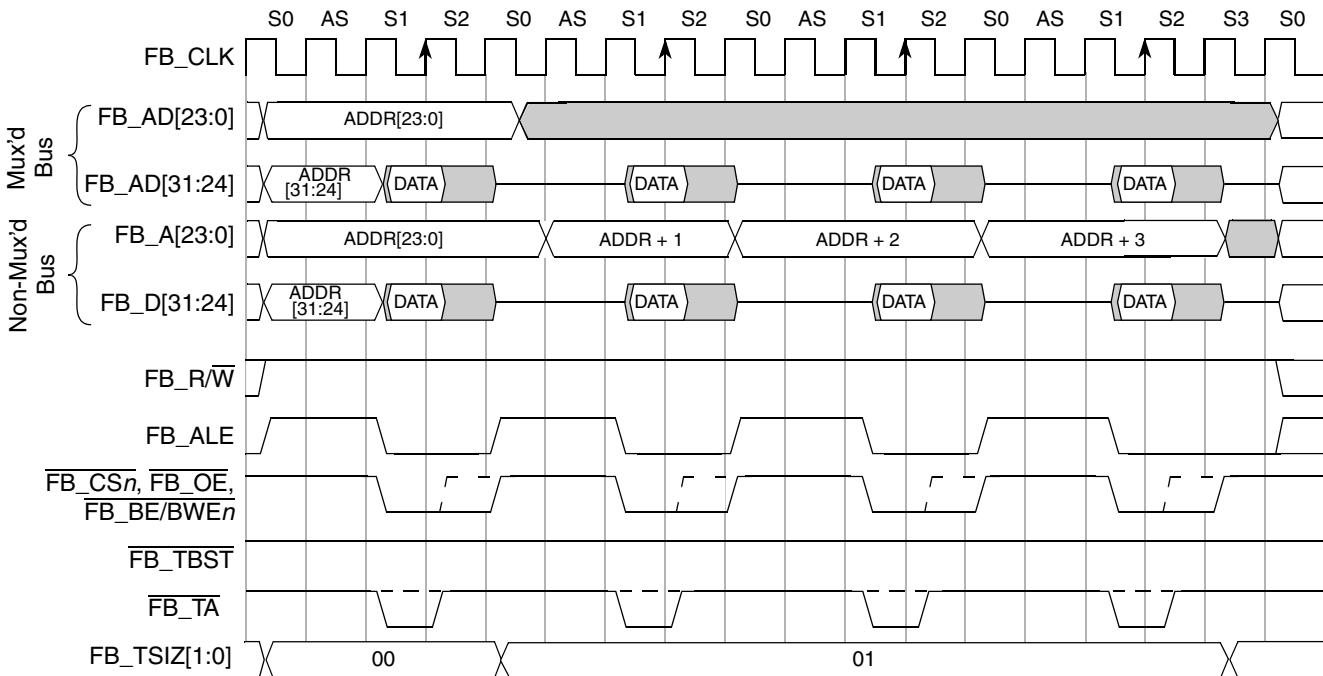 S0 AS S1 S2 S0 AS S1 S2 S0 AS S1 S2 S0 AS S1 S2 S3 S0
FB_CLK
Mux'd
Bus
FB_AD[23:0]
ADDR[23:0]
FB_AD[31:24]
ADDR
[31:24]
DATA DATA DATA DATA
Non-Mux'd
Bus
FB_A[23:0]
ADDR[23:0] ADDR + 1 ADDR + 2 ADDR + 3
FB_D[31:24]
ADDR
[31:24]
DATA DATA DATA DATA
FB_R/W
FB_ALE
FB_CSn, FB_OE,
FB_BE/BWEn
FB_TBST
FB_TA
FB_TSIZ[1:0]
00 01